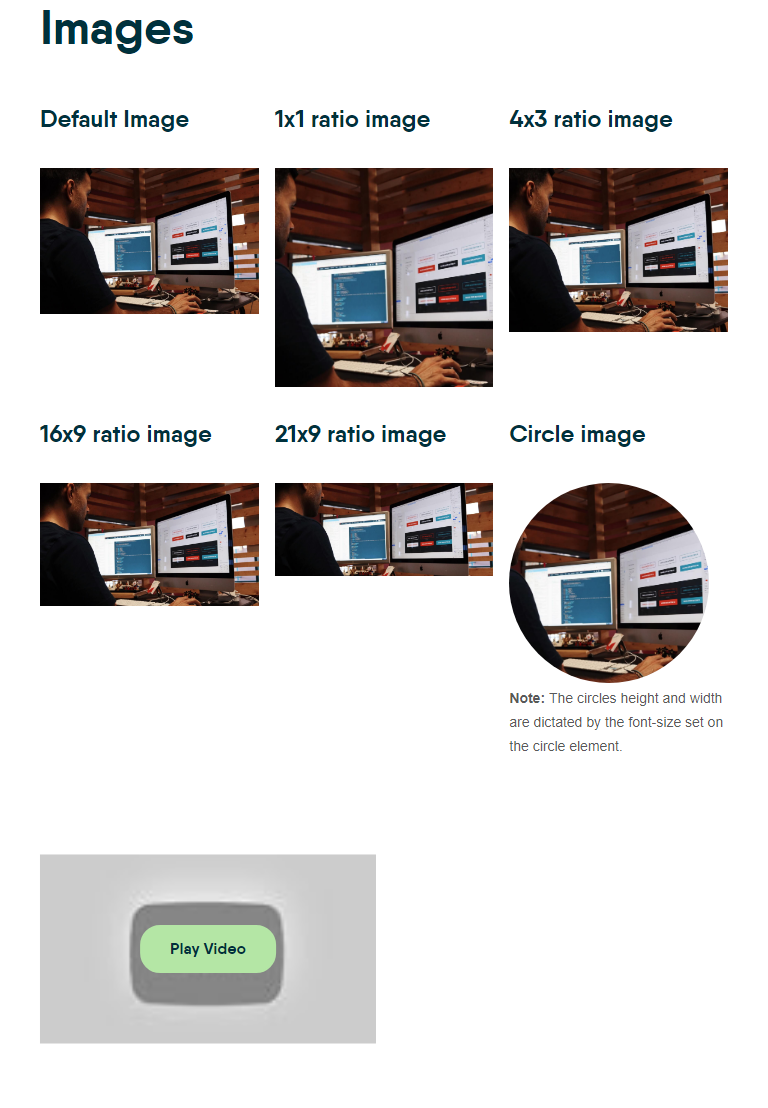 Images
Default Image
1x1 ratio image
4x3 ratio image
16x9 ratio image
21x9 ratio image
Circle image
Note: The circles height and width
are dictated by the font-size set on
the circle element.
Play Video